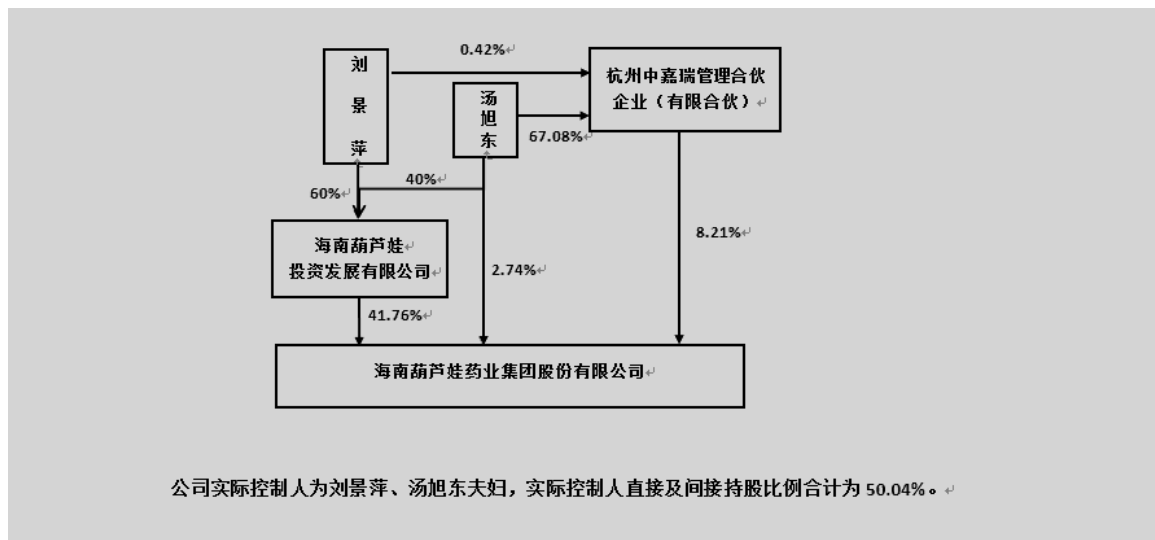 0.42%
刘
景
萍
汤
旭
东
杭州中嘉瑞管理合伙
企业（有限合伙）
67.08%
40%
60%
海南葫芦娃
投资发展有限公司
8.21%
2.74%
41.76%
海南葫芦娃药业集团股份有限公司
公司实际控制人为刘景萍、汤旭东夫妇，实际控制人直接及间接持股比例合计为 50.04%。